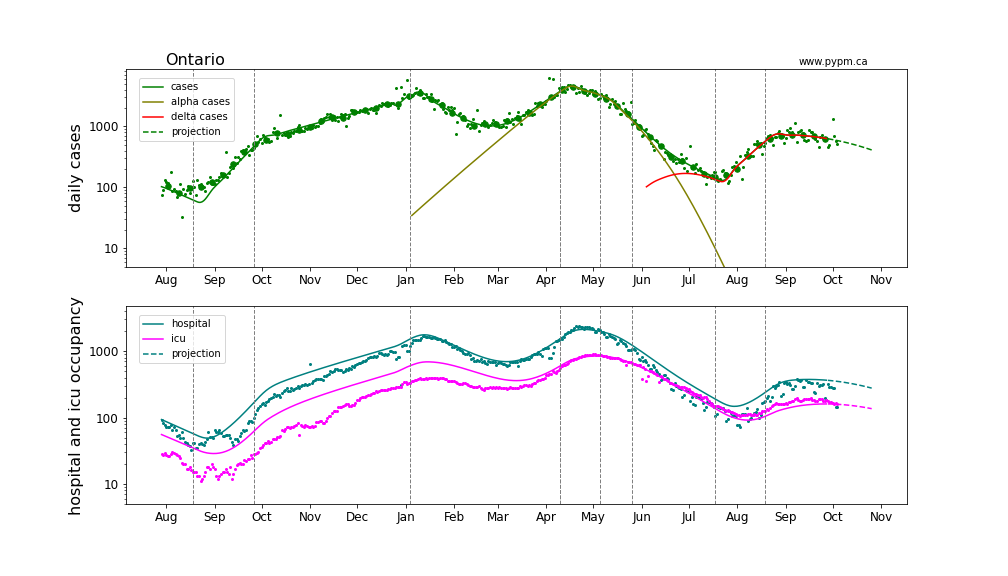 Ontario
www.pypm.ca
daily cases
cases
alpha cases
delta cases
projection
1000
100
10
Aug Sep Oct Nov Dec Jan Feb Mar Apr May Jun Jul Aug Sep Oct Nov
hospital and icu occupancy
hospital
icu
projection
1000
100
10
Aug Sep Oct Nov Dec Jan Feb Mar Apr May Jun Jul Aug Sep Oct Nov